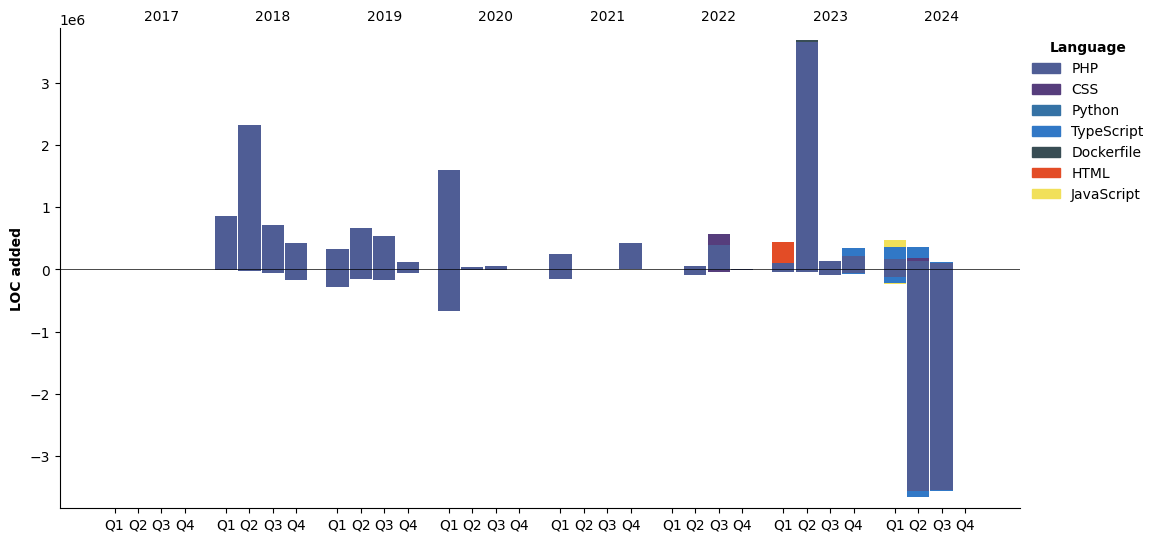 2017 2018 2019 2020 2021 2022 2023 2024
1e6
Language
PHP
CSS
Python
TypeScript
Dockerfile
HTML
JavaScript
3
2
1
0
−1
−2
−3
LOC added
Q1 Q2 Q3 Q4 Q1 Q2 Q3 Q4 Q1 Q2 Q3 Q4 Q1 Q2 Q3 Q4 Q1 Q2 Q3 Q4 Q1 Q2 Q3 Q4 Q1 Q2 Q3 Q4 Q1 Q2 Q3 Q4